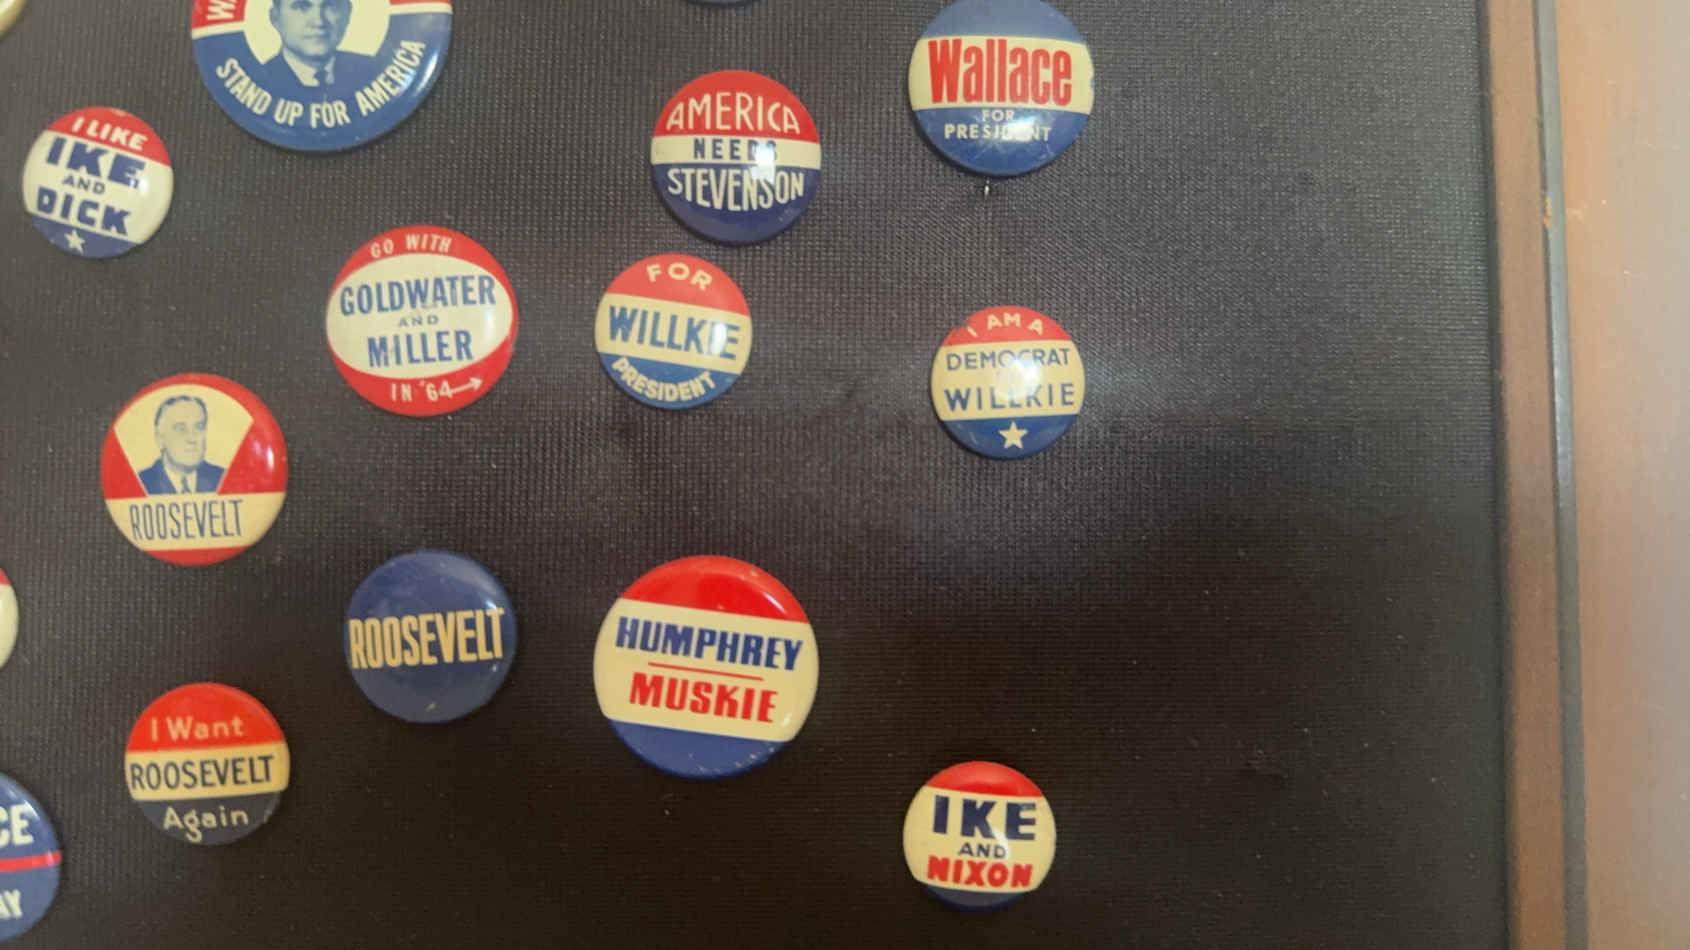 STAND UP FOR AMERICA
Wallace
FOR
PRESIDENT
AMERICA
NEEDS
STEVENSON
I LIKE
IKE
AND
DICK
GO WITH
GOLDWATER
AND
MILLER
IN '64
FOR
WILLKIE
PRESIDENT
I AM A
DEMOCRAT
WILLKIE
ROOSEVELT
ROOSEVELT
HUMPHREY
MUSKIE
I Want
ROOSEVELT
Again
IKE
AND
NIXON